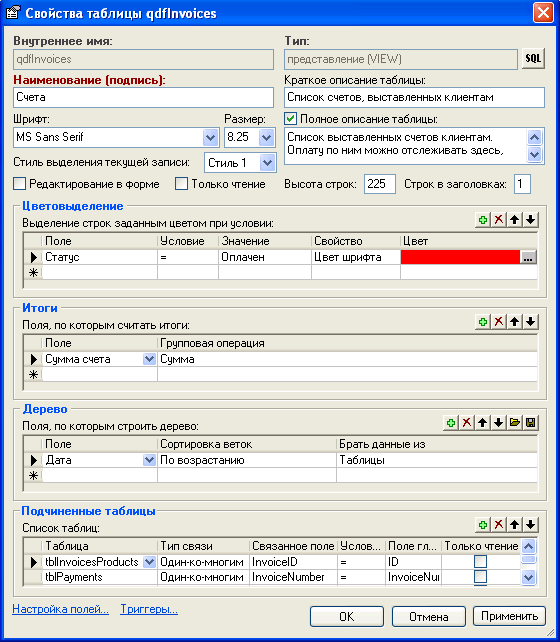 Свойства таблицы qdfInvoices
Внутреннее имя: Тип:
qdfInvoices представление (VIEW) SQL
Наименование (подпись): Краткое описание таблицы:
Счета Список счетов, выставленных клиентам
Шрифт: Размер: Полное описание таблицы:
MS Sans Serif 8.25 Список выставленных счетов клиентам.
Оплату по ним можно отслеживать здесь,
Стиль выделения текущей записи: Стиль 1
Редактирование в форме Только чтение Высота строк: 225 Строк в заголовках: 1
Цветовыделение
Выделение строк заданным цветом при условии:
Поле Условие Значение Свойство Цвет
Статус = Оплачен Цвет шрифта ...
Итоги
Поля, по которым считать итоги:
Поле Групповая операция
Сумма счета Сумма
Дерево
Поля, по которым строить дерево:
Поле Сортировка веток Брать данные из
Дата По возрастанию Таблицы
Подчиненные таблицы
Список таблиц:
Таблица Тип связи Связанное поле Услов... Поле гл... Только чтение
tblInvoicesProducts Один-ко-многим InvoiceID = ID
tblPayments Один-ко-многим InvoiceNumber = InvoiceNu
Настройка полей... Триггеры... ОК Отмена Применить